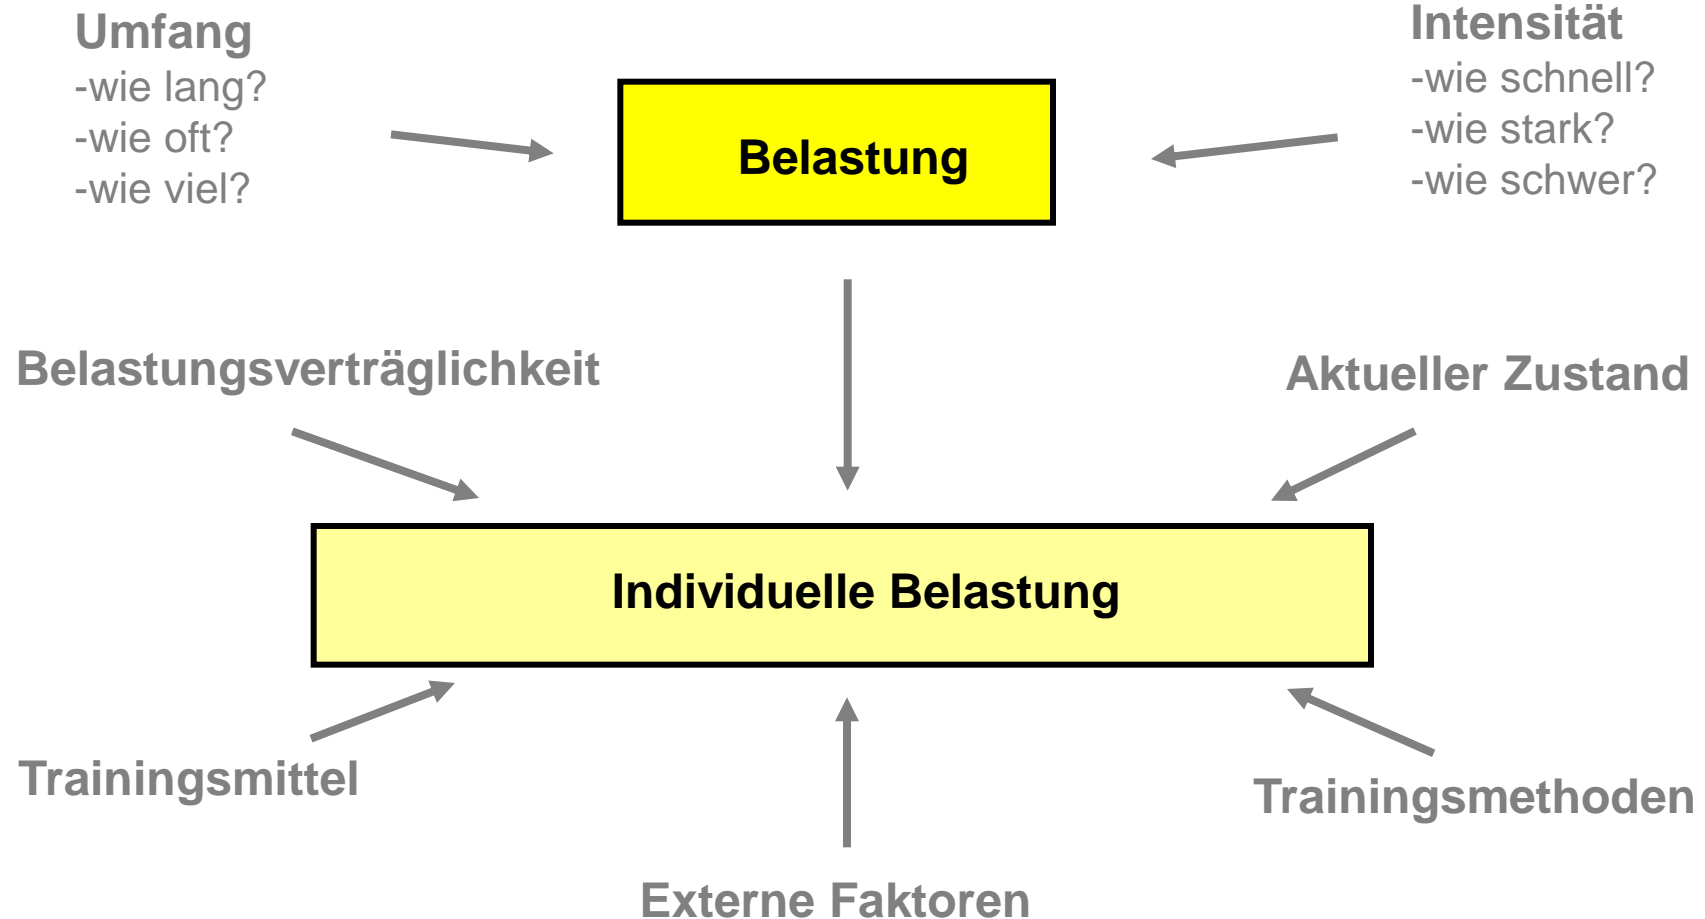 Umfang
-wie lang?
-wie oft?
-wie viel?
Intensität
-wie schnell?
-wie stark?
-wie schwer?
Belastung
Belastungsverträglichkeit
Aktueller Zustand
Individuelle Belastung
Trainingsmittel
Trainingsmethoden
Externe Faktoren